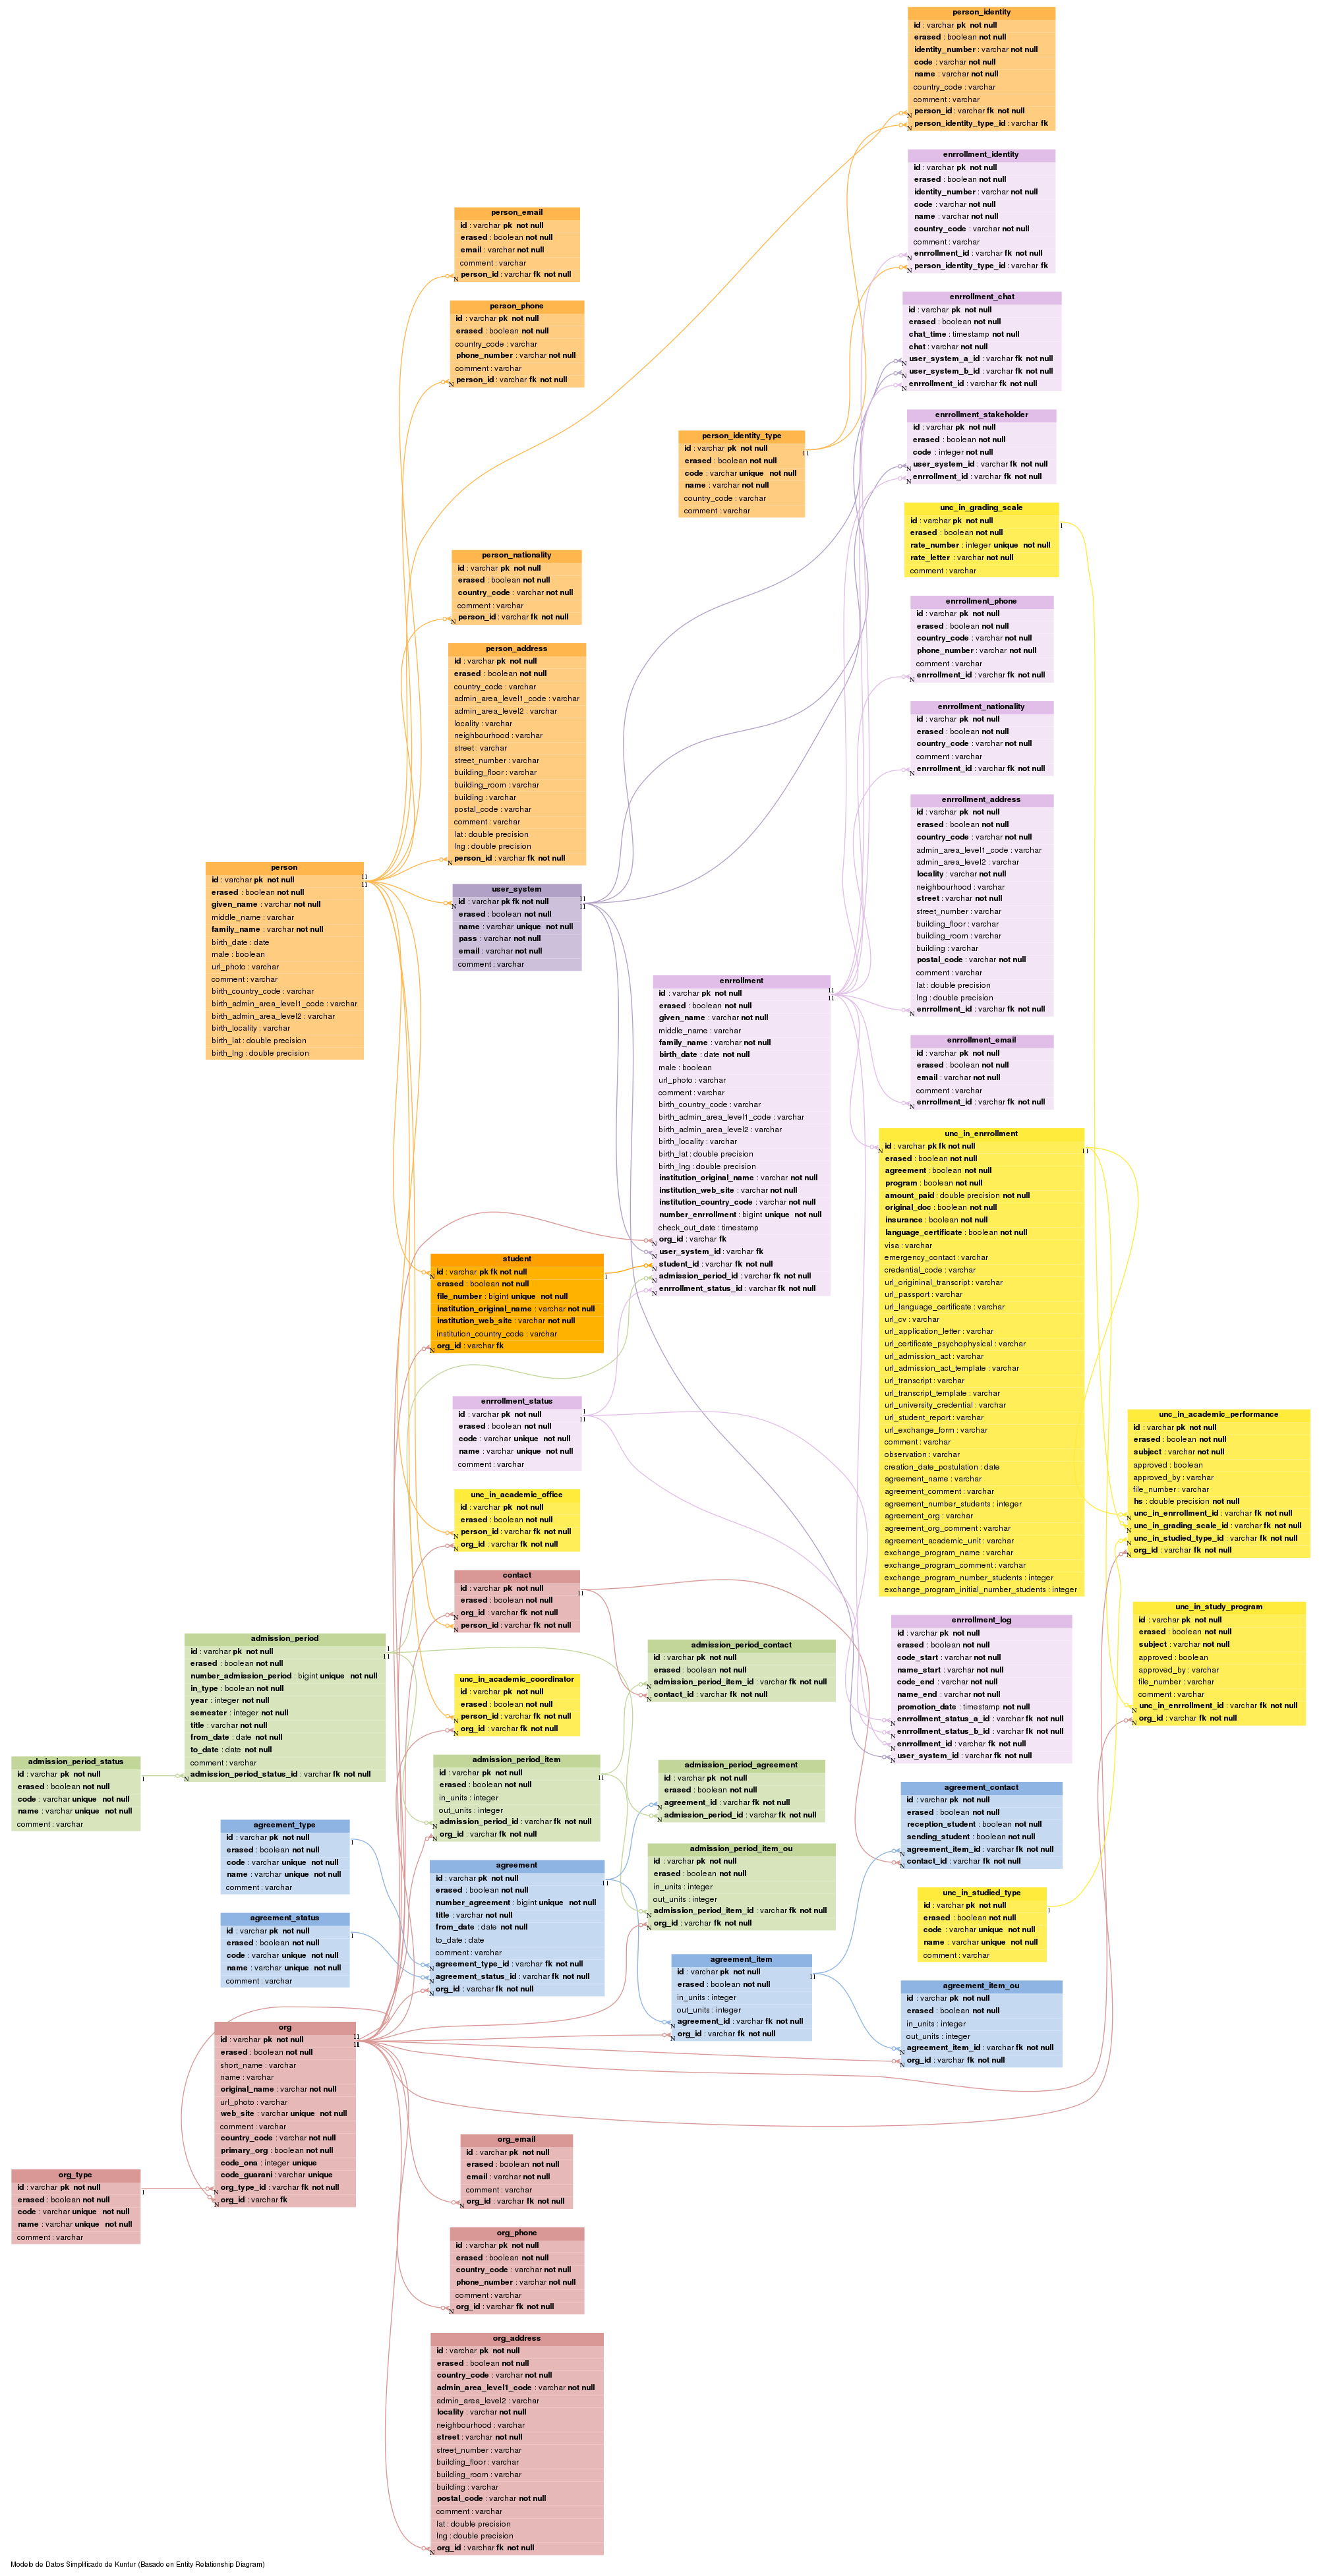 person_identity
id : varchar pk not null
erased : boolean not null
identity_number : varchar not null
code : varchar not null
name : varchar not null
country_code : varchar
comment : varchar
person_id : varchar fk not null
person_identity_type_id : varchar fk
enrrollment_identity
id : varchar pk not null
erased : boolean not null
identity_number : varchar not null
code : varchar not null
name : varchar not null
country_code : varchar not null
comment : varchar
enrrollment_id : varchar fk not null
person_identity_type_id : varchar fk
person_email
id : varchar pk not null
erased : boolean not null
email : varchar not null
comment : varchar
person_id : varchar fk not null
person_phone
id : varchar pk not null
erased : boolean not null
country_code : varchar
phone_number : varchar not null
comment : varchar
person_id : varchar fk not null
enrrollment_chat
id : varchar pk not null
erased : boolean not null
chat_time : timestamp not null
chat : varchar not null
user_system_a_id : varchar fk not null
user_system_b_id : varchar fk not null
enrrollment_id : varchar fk not null
enrrollment_stakeholder
id : varchar pk not null
erased : boolean not null
code : integer not null
user_system_id : varchar fk not null
enrrollment_id : varchar fk not null
person_identity_type
id : varchar pk not null
erased : boolean not null
code : varchar unique not null
name : varchar not null
country_code : varchar
comment : varchar
unc_in_grading_scale
id : varchar pk not null
erased : boolean not null
rate_number : integer unique not null
rate_letter : varchar not null
comment : varchar
person_nationality
id : varchar pk not null
erased : boolean not null
country_code : varchar not null
comment : varchar
person_id : varchar fk not null
enrrollment_phone
id : varchar pk not null
erased : boolean not null
country_code : varchar not null
phone_number : varchar not null
comment : varchar
enrrollment_id : varchar fk not null
person_address
id : varchar pk not null
erased : boolean not null
country_code : varchar
admin_area_level1_code : varchar
admin_area_level2 : varchar
locality : varchar
neighbourhood : varchar
street : varchar
street_number : varchar
building_floor : varchar
building_room : varchar
building : varchar
postal_code : varchar
comment : varchar
lat : double precision
lng : double precision
person_id : varchar fk not null
enrrollment_nationality
id : varchar pk not null
erased : boolean not null
country_code : varchar not null
comment : varchar
enrrollment_id : varchar fk not null
enrrollment_address
id : varchar pk not null
erased : boolean not null
country_code : varchar not null
admin_area_level1_code : varchar
admin_area_level2 : varchar
locality : varchar not null
neighbourhood : varchar
street : varchar not null
street_number : varchar
building_floor : varchar
building_room : varchar
building : varchar
postal_code : varchar not null
comment : varchar
lat : double precision
lng : double precision
enrrollment_id : varchar fk not null
person
id : varchar pk not null
erased : boolean not null
given_name : varchar not null
middle_name : varchar
family_name : varchar not null
birth_date : date
male : boolean
url_photo : varchar
comment : varchar
birth_country_code : varchar
birth_admin_area_level1_code : varchar
birth_admin_area_level2 : varchar
birth_locality : varchar
birth_lat : double precision
birth_lng : double precision
user_system
id : varchar pk fk not null
erased : boolean not null
name : varchar unique not null
pass : varchar not null
email : varchar not null
comment : varchar
enrrollment
id : varchar pk not null
erased : boolean not null
given_name : varchar not null
middle_name : varchar
family_name : varchar not null
birth_date : date not null
male : boolean
url_photo : varchar
comment : varchar
birth_country_code : varchar
birth_admin_area_level1_code : varchar
birth_admin_area_level2 : varchar
birth_locality : varchar
birth_lat : double precision
birth_lng : double precision
institution_original_name : varchar not null
institution_web_site : varchar not null
institution_country_code : varchar not null
number_enrrollment : bigint unique not null
check_out_date : timestamp
org_id : varchar fk
user_system_id : varchar fk
student_id : varchar fk not null
admission_period_id : varchar fk not null
enrrollment_status_id : varchar fk not null
enrrollment_email
id : varchar pk not null
erased : boolean not null
email : varchar not null
comment : varchar
enrrollment_id : varchar fk not null
unc_in_enrrollment
id : varchar pk fk not null
erased : boolean not null
agreement : boolean not null
program : boolean not null
amount_paid : double precision not null
original_doc : boolean not null
insurance : boolean not null
language_certificate : boolean not null
visa : varchar
emergency_contact : varchar
credential_code : varchar
url_origininal_transcript : varchar
url_passport : varchar
url_language_certificate : varchar
url_cv : varchar
url_application_letter : varchar
url_certificate_psychophysical : varchar
url_admission_act : varchar
url_admission_act_template : varchar
url_transcript : varchar
url_transcript_template : varchar
url_university_credential : varchar
url_student_report : varchar
url_exchange_form : varchar
comment : varchar
observation : varchar
creation_date_postulation : date
agreement_name : varchar
agreement_comment : varchar
agreement_number_students : integer
agreement_org : varchar
agreement_org_comment : varchar
agreement_academic_unit : varchar
exchange_program_name : varchar
exchange_program_comment : varchar
exchange_program_number_students : integer
exchange_program_initial_number_students : integer
student
id : varchar pk fk not null
erased : boolean not null
file_number : bigint unique not null
institution_original_name : varchar not null
institution_web_site : varchar not null
institution_country_code : varchar
org_id : varchar fk
enrrollment_status
id : varchar pk not null
erased : boolean not null
code : varchar unique not null
name : varchar unique not null
comment : varchar
unc_in_academic_performance
id : varchar pk not null
erased : boolean not null
subject : varchar not null
approved : boolean
approved_by : varchar
file_number : varchar
hs : double precision not null
unc_in_enrrollment_id : varchar fk not null
unc_in_grading_scale_id : varchar fk not null
unc_in_studied_type_id : varchar fk not null
org_id : varchar fk not null
unc_in_academic_office
id : varchar pk not null
erased : boolean not null
person_id : varchar fk not null
org_id : varchar fk not null
contact
id : varchar pk not null
erased : boolean not null
org_id : varchar fk not null
person_id : varchar fk not null
unc_in_study_program
id : varchar pk not null
erased : boolean not null
subject : varchar not null
approved : boolean
approved_by : varchar
file_number : varchar
comment : varchar
unc_in_enrrollment_id : varchar fk not null
org_id : varchar fk not null
enrrollment_log
id : varchar pk not null
erased : boolean not null
code_start : varchar not null
name_start : varchar not null
code_end : varchar not null
name_end : varchar not null
promotion_date : timestamp not null
enrrollment_status_a_id : varchar fk not null
enrrollment_status_b_id : varchar fk not null
enrrollment_id : varchar fk not null
user_system_id : varchar fk not null
admission_period
id : varchar pk not null
erased : boolean not null
number_admission_period : bigint unique not null
in_type : boolean not null
year : integer not null
semester : integer not null
title : varchar not null
from_date : date not null
to_date : date not null
comment : varchar
admission_period_status_id : varchar fk not null
admission_period_contact
id : varchar pk not null
erased : boolean not null
admission_period_item_id : varchar fk not null
contact_id : varchar fk not null
unc_in_academic_coordinator
id : varchar pk not null
erased : boolean not null
person_id : varchar fk not null
org_id : varchar fk not null
admission_period_status
id : varchar pk not null
erased : boolean not null
code : varchar unique not null
name : varchar unique not null
comment : varchar
admission_period_item
id : varchar pk not null
erased : boolean not null
in_units : integer
out_units : integer
admission_period_id : varchar fk not null
org_id : varchar fk not null
admission_period_agreement
id : varchar pk not null
erased : boolean not null
agreement_id : varchar fk not null
admission_period_id : varchar fk not null
agreement_contact
id : varchar pk not null
erased : boolean not null
reception_student : boolean not null
sending_student : boolean not null
agreement_item_id : varchar fk not null
contact_id : varchar fk not null
agreement_type
id : varchar pk not null
erased : boolean not null
code : varchar unique not null
name : varchar unique not null
comment : varchar
admission_period_item_ou
id : varchar pk not null
erased : boolean not null
in_units : integer
out_units : integer
admission_period_item_id : varchar fk not null
org_id : varchar fk not null
agreement
id : varchar pk not null
erased : boolean not null
number_agreement : bigint unique not null
title : varchar not null
from_date : date not null
to_date : date
comment : varchar
agreement_type_id : varchar fk not null
agreement_status_id : varchar fk not null
org_id : varchar fk not null
unc_in_studied_type
id : varchar pk not null
erased : boolean not null
code : varchar unique not null
name : varchar unique not null
comment : varchar
agreement_status
id : varchar pk not null
erased : boolean not null
code : varchar unique not null
name : varchar unique not null
comment : varchar
agreement_item
id : varchar pk not null
erased : boolean not null
in_units : integer
out_units : integer
agreement_id : varchar fk not null
org_id : varchar fk not null
agreement_item_ou
id : varchar pk not null
erased : boolean not null
in_units : integer
out_units : integer
agreement_item_id : varchar fk not null
org_id : varchar fk not null
org
id : varchar pk not null
erased : boolean not null
short_name : varchar
name : varchar
original_name : varchar not null
url_photo : varchar
web_site : varchar unique not null
comment : varchar
country_code : varchar not null
primary_org : boolean not null
code_ona : integer unique
code_guarani : varchar unique
org_type_id : varchar fk not null
org_id : varchar fk
org_type
id : varchar pk not null
erased : boolean not null
code : varchar unique not null
name : varchar unique not null
comment : varchar
org_email
id : varchar pk not null
erased : boolean not null
email : varchar not null
comment : varchar
org_id : varchar fk not null
org_phone
id : varchar pk not null
erased : boolean not null
country_code : varchar not null
phone_number : varchar not null
comment : varchar
org_id : varchar fk not null
org_address
id : varchar pk not null
erased : boolean not null
country_code : varchar not null
admin_area_level1_code : varchar not null
admin_area_level2 : varchar
locality : varchar not null
neighbourhood : varchar
street : varchar not null
street_number : varchar
building_floor : varchar
building_room : varchar
building : varchar
postal_code : varchar not null
comment : varchar
lat : double precision
lng : double precision
org_id : varchar fk not null
Modelo de Datos Simplificado de Kuntur (Basado en Entity Relationship Diagram)